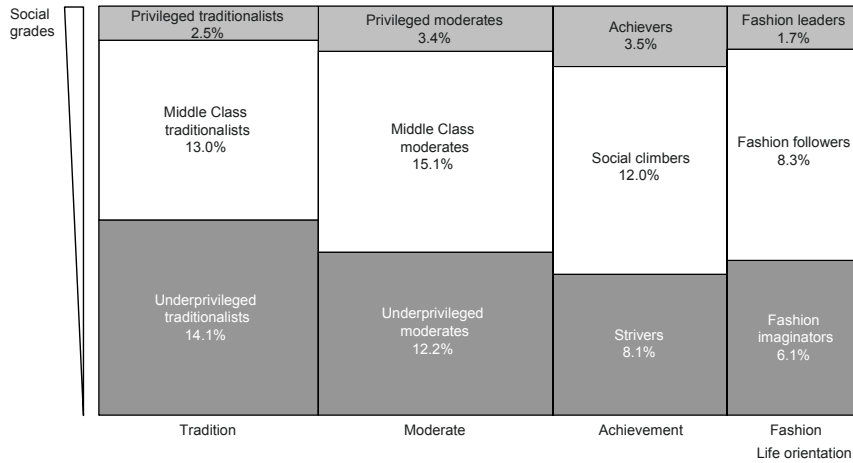 Social
grades
Privileged traditionalists
2.5%
Privileged moderates
3.4%
Achievers
3.5%
Fashion leaders
1.7%
Middle Class
traditionalists
13.0%
Middle Class
moderates
15.1%
Social climbers
12.0%
Fashion followers
8.3%
Underprivileged
traditionalists
14.1%
Underprivileged
moderates
12.2%
Strivers
8.1%
Fashion
imaginators
6.1%
Tradition
Moderate
Achievement
Fashion
Life orientation